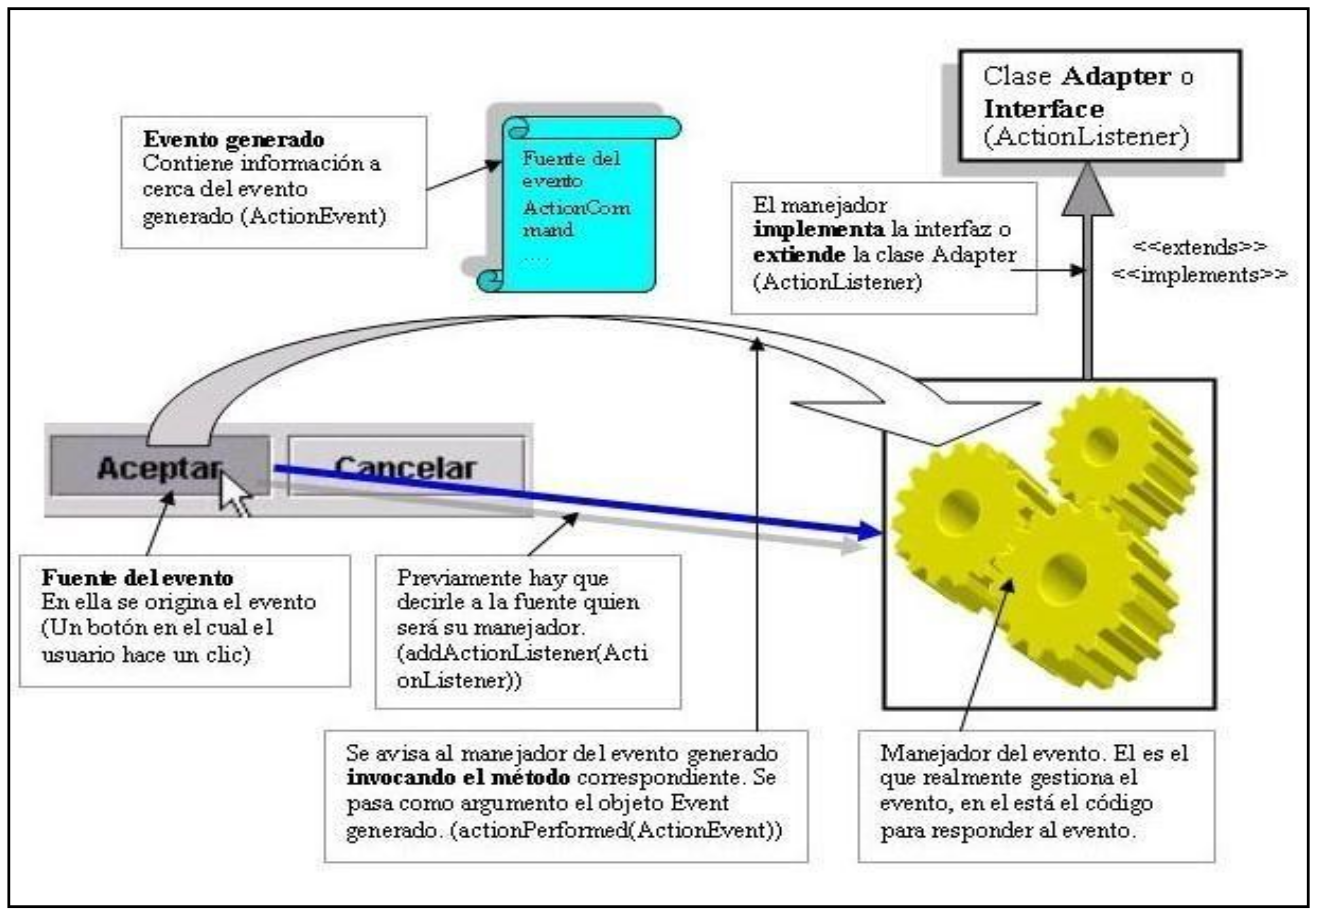 Clase Adapter o
Interface
(ActionListener)
Evento generado
Contiene información a
cerca del evento
generado (ActionEvent)
Fuente del
evento
ActionCom
mand
....
El manejador
implementa la interfaz o
extiende la clase Adapter
(ActionListener)
<<extends>>
<<implements>>
Aceptar
Cancelar
Fuente del evento
En ella se origina el evento
(Un botón en el cual el
usuario hace un clic)
Previamente hay que
decirle a la fuente quien
será su manejador.
(addActionListener(Acti
onListener))
Se avisa al manejador del evento generado
invocando el método correspondiente. Se
pasa como argumento el objeto Event
generado. (actionPerformed(ActionEvent))
Manejador del evento. El es el
que realmente gestiona el
evento, en el está el código
para responder al evento.